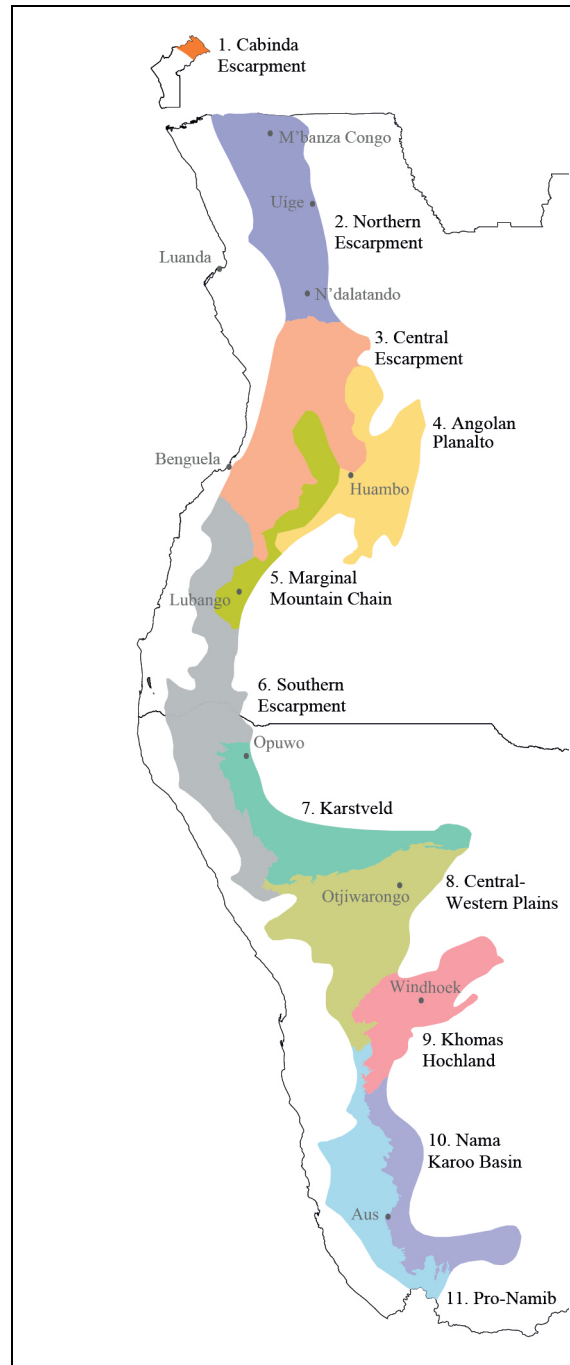 1. Cabinda
Escarpment
M'banza Congo
Uíge
2. Northern
Escarpment
Luanda
N'dalatando
3. Central
Escarpment
4. Angolan
Planalto
Benguela
Huambo
5. Marginal
Mountain Chain
Lubango
6. Southern
Escarpment
Opuwo
7. Karstveld
Otjiwarongo
8. Central-
Western Plains
Windhoek
9. Khomas
Hochland
10. Nama
Karoo Basin
Aus
11. Pro-Namib